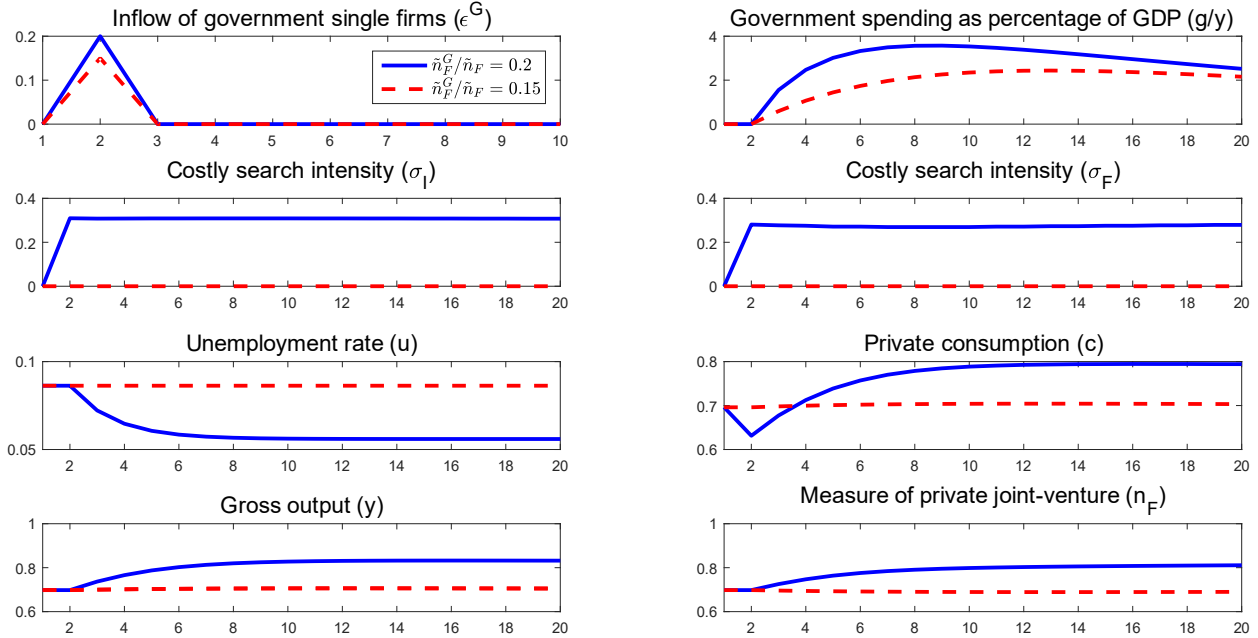 Inflow of government single firms (ϵ^G)
0.2
0.1
0
1 2 3 4 5 6 7 8 9 10
ñ_F^G/ñ_F = 0.2
ñ_F^G/ñ_F = 0.15
Government spending as percentage of GDP (g/y)
4
2
0
2 4 6 8 10 12 14 16 18 20
Costly search intensity (σ_I)
0.4
0.2
0
2 4 6 8 10 12 14 16 18 20
Costly search intensity (σ_F)
0.4
0.2
0
2 4 6 8 10 12 14 16 18 20
Unemployment rate (u)
0.1
0.05
2 4 6 8 10 12 14 16 18 20
Private consumption (c)
0.8
0.7
0.6
2 4 6 8 10 12 14 16 18 20
Gross output (y)
1
0.8
0.6
2 4 6 8 10 12 14 16 18 20
Measure of private joint-venture (n_F)
1
0.8
0.6
2 4 6 8 10 12 14 16 18 20